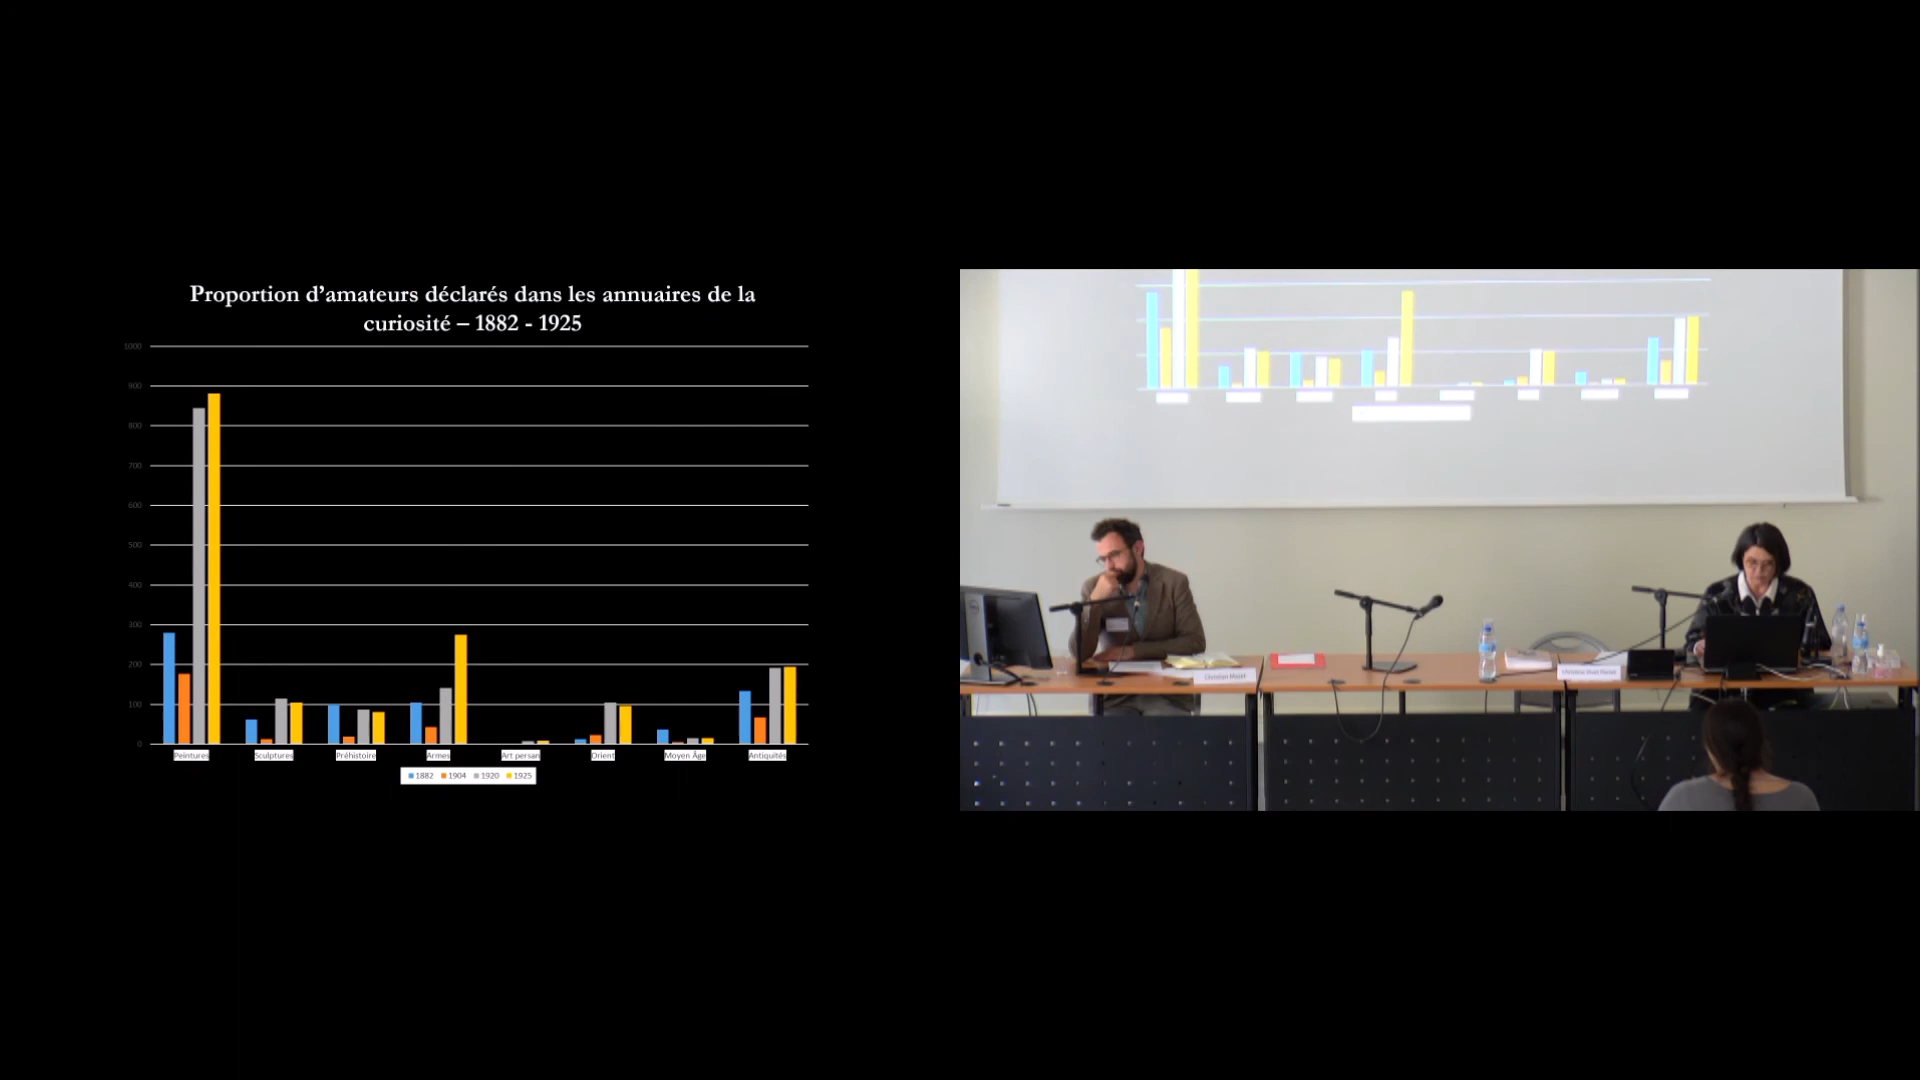 Proportion d’amateurs déclarés dans les annuaires de la
curiosité – 1882 - 1925
1000
900
800
700
600
500
400
300
200
100
0
Peintures Sculptures Préhistoire Armes Art persan Orient Moyen Âge Antiquités
1882 1904 1920 1925